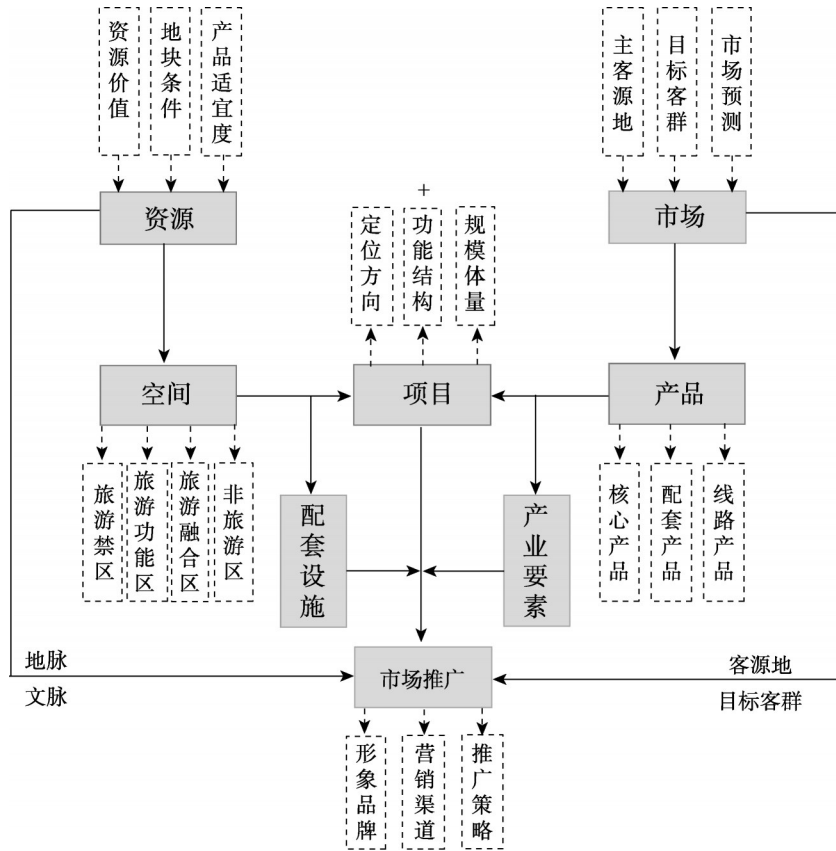 资源价值
地块条件
产品适宜度
主客源地
目标客群
市场预测
+
资源
市场
定位方向
功能结构
规模体量
空间
项目
产品
旅游禁区
旅游功能区
旅游融合区
非旅游区
配套设施
产业要素
核心产品
配套产品
线路产品
地脉
文脉
市场推广
客源地
目标客群
形象品牌
营销渠道
推广策略